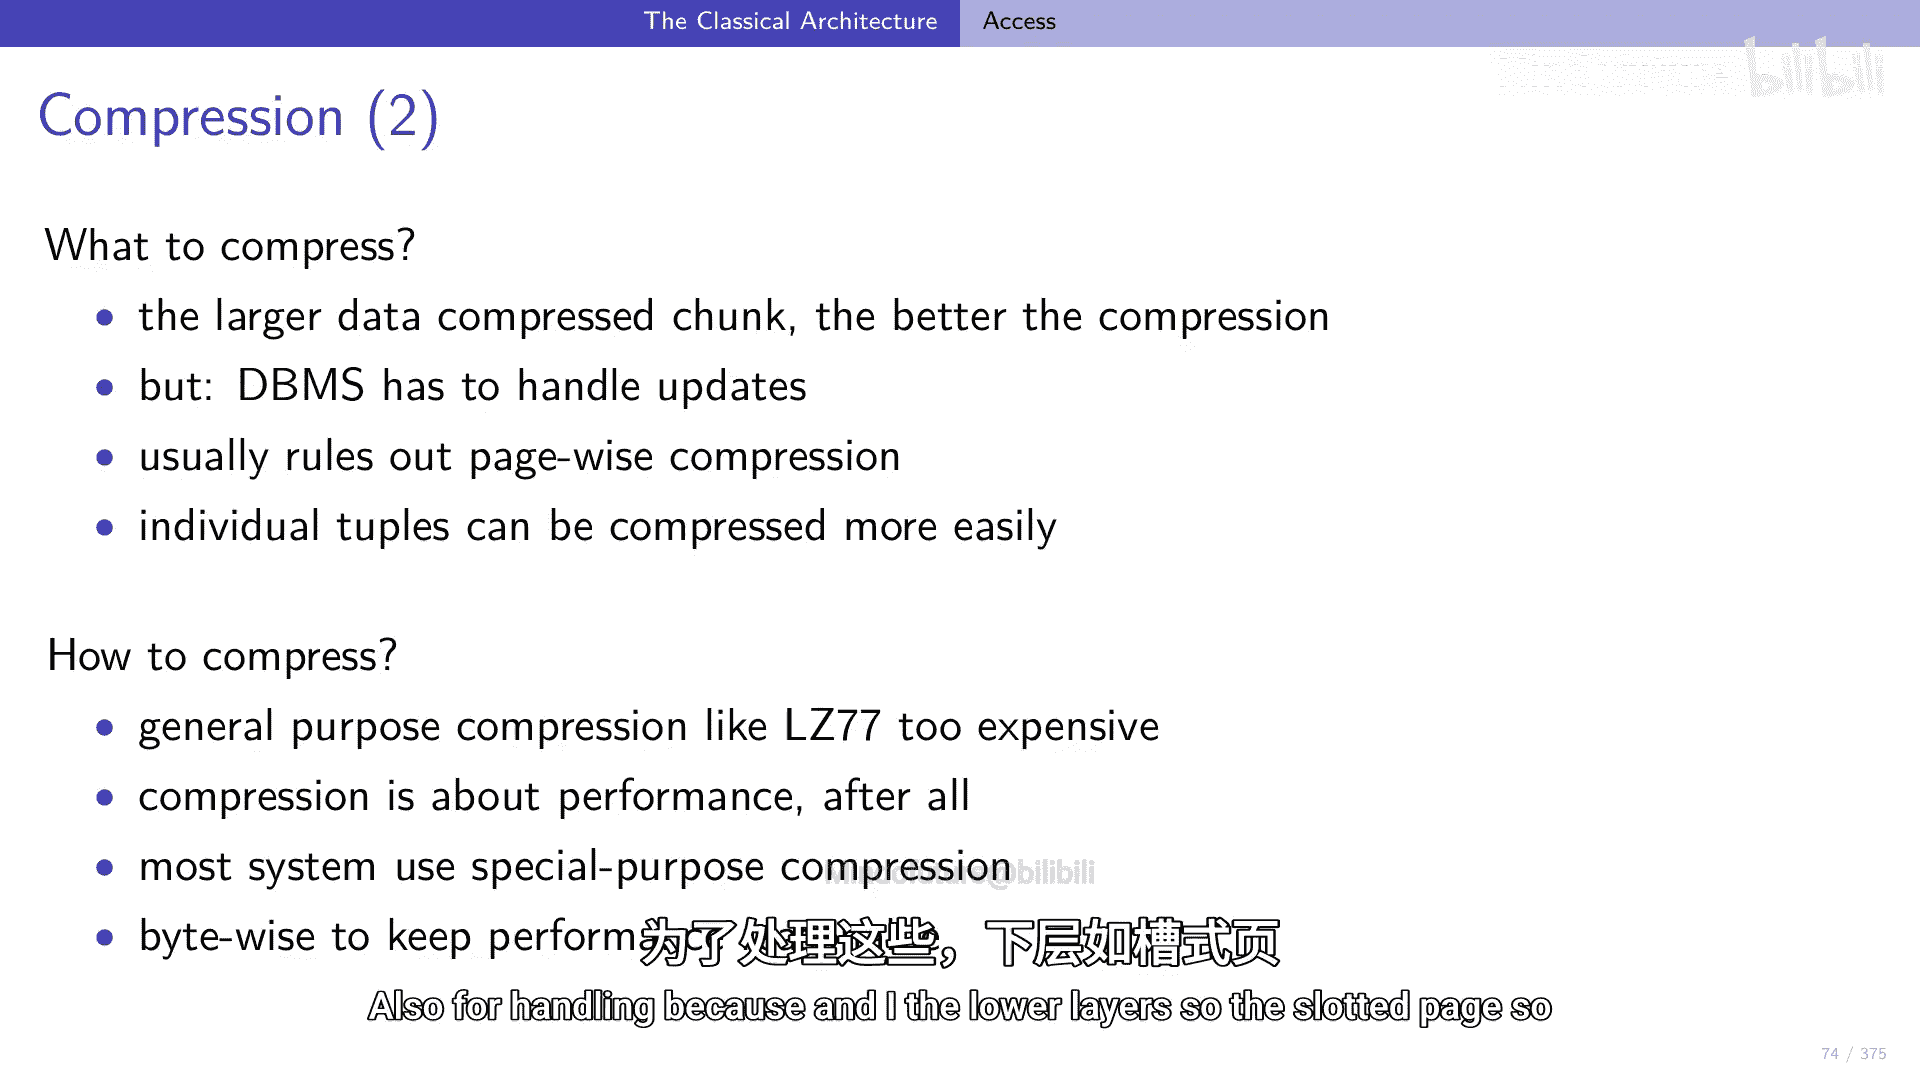 The Classical Architecture Access
bilibili
Compression (2)
What to compress?
• the larger data compressed chunk, the better the compression
• but: DBMS has to handle updates
• usually rules out page-wise compression
• individual tuples can be compressed more easily
How to compress?
• general purpose compression like LZ77 too expensive
• compression is about performance, after all
• most system use special-purpose compression
@bilibili
• byte-wise to keep performance
为了处理这些，下层如槽式页
Also for handling because and I the lower layers so the slotted page so
74 / 375